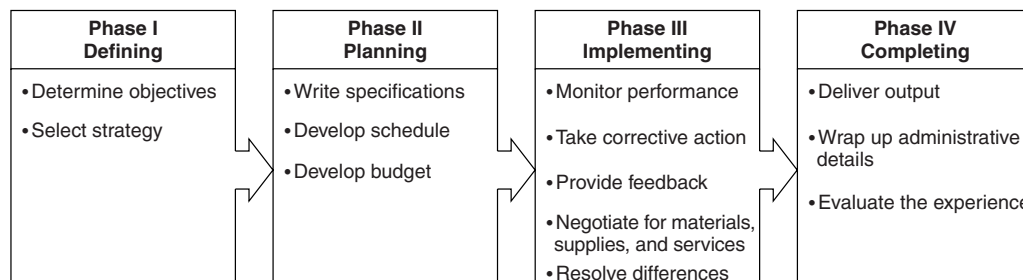 Phase I
Defining
•Determine objectives
•Select strategy
Phase II
Planning
•Write specifications
•Develop schedule
•Develop budget
Phase III
Implementing
•Monitor performance
•Take corrective action
•Provide feedback
•Negotiate for materials,
supplies, and services
•Resolve differences
Phase IV
Completing
•Deliver output
•Wrap up administrative
details
•Evaluate the experience